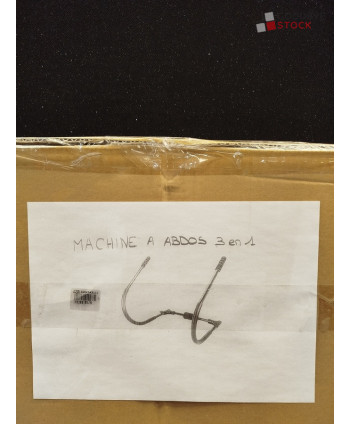 STOCK
MACHINE A ABDOS 3 en 1